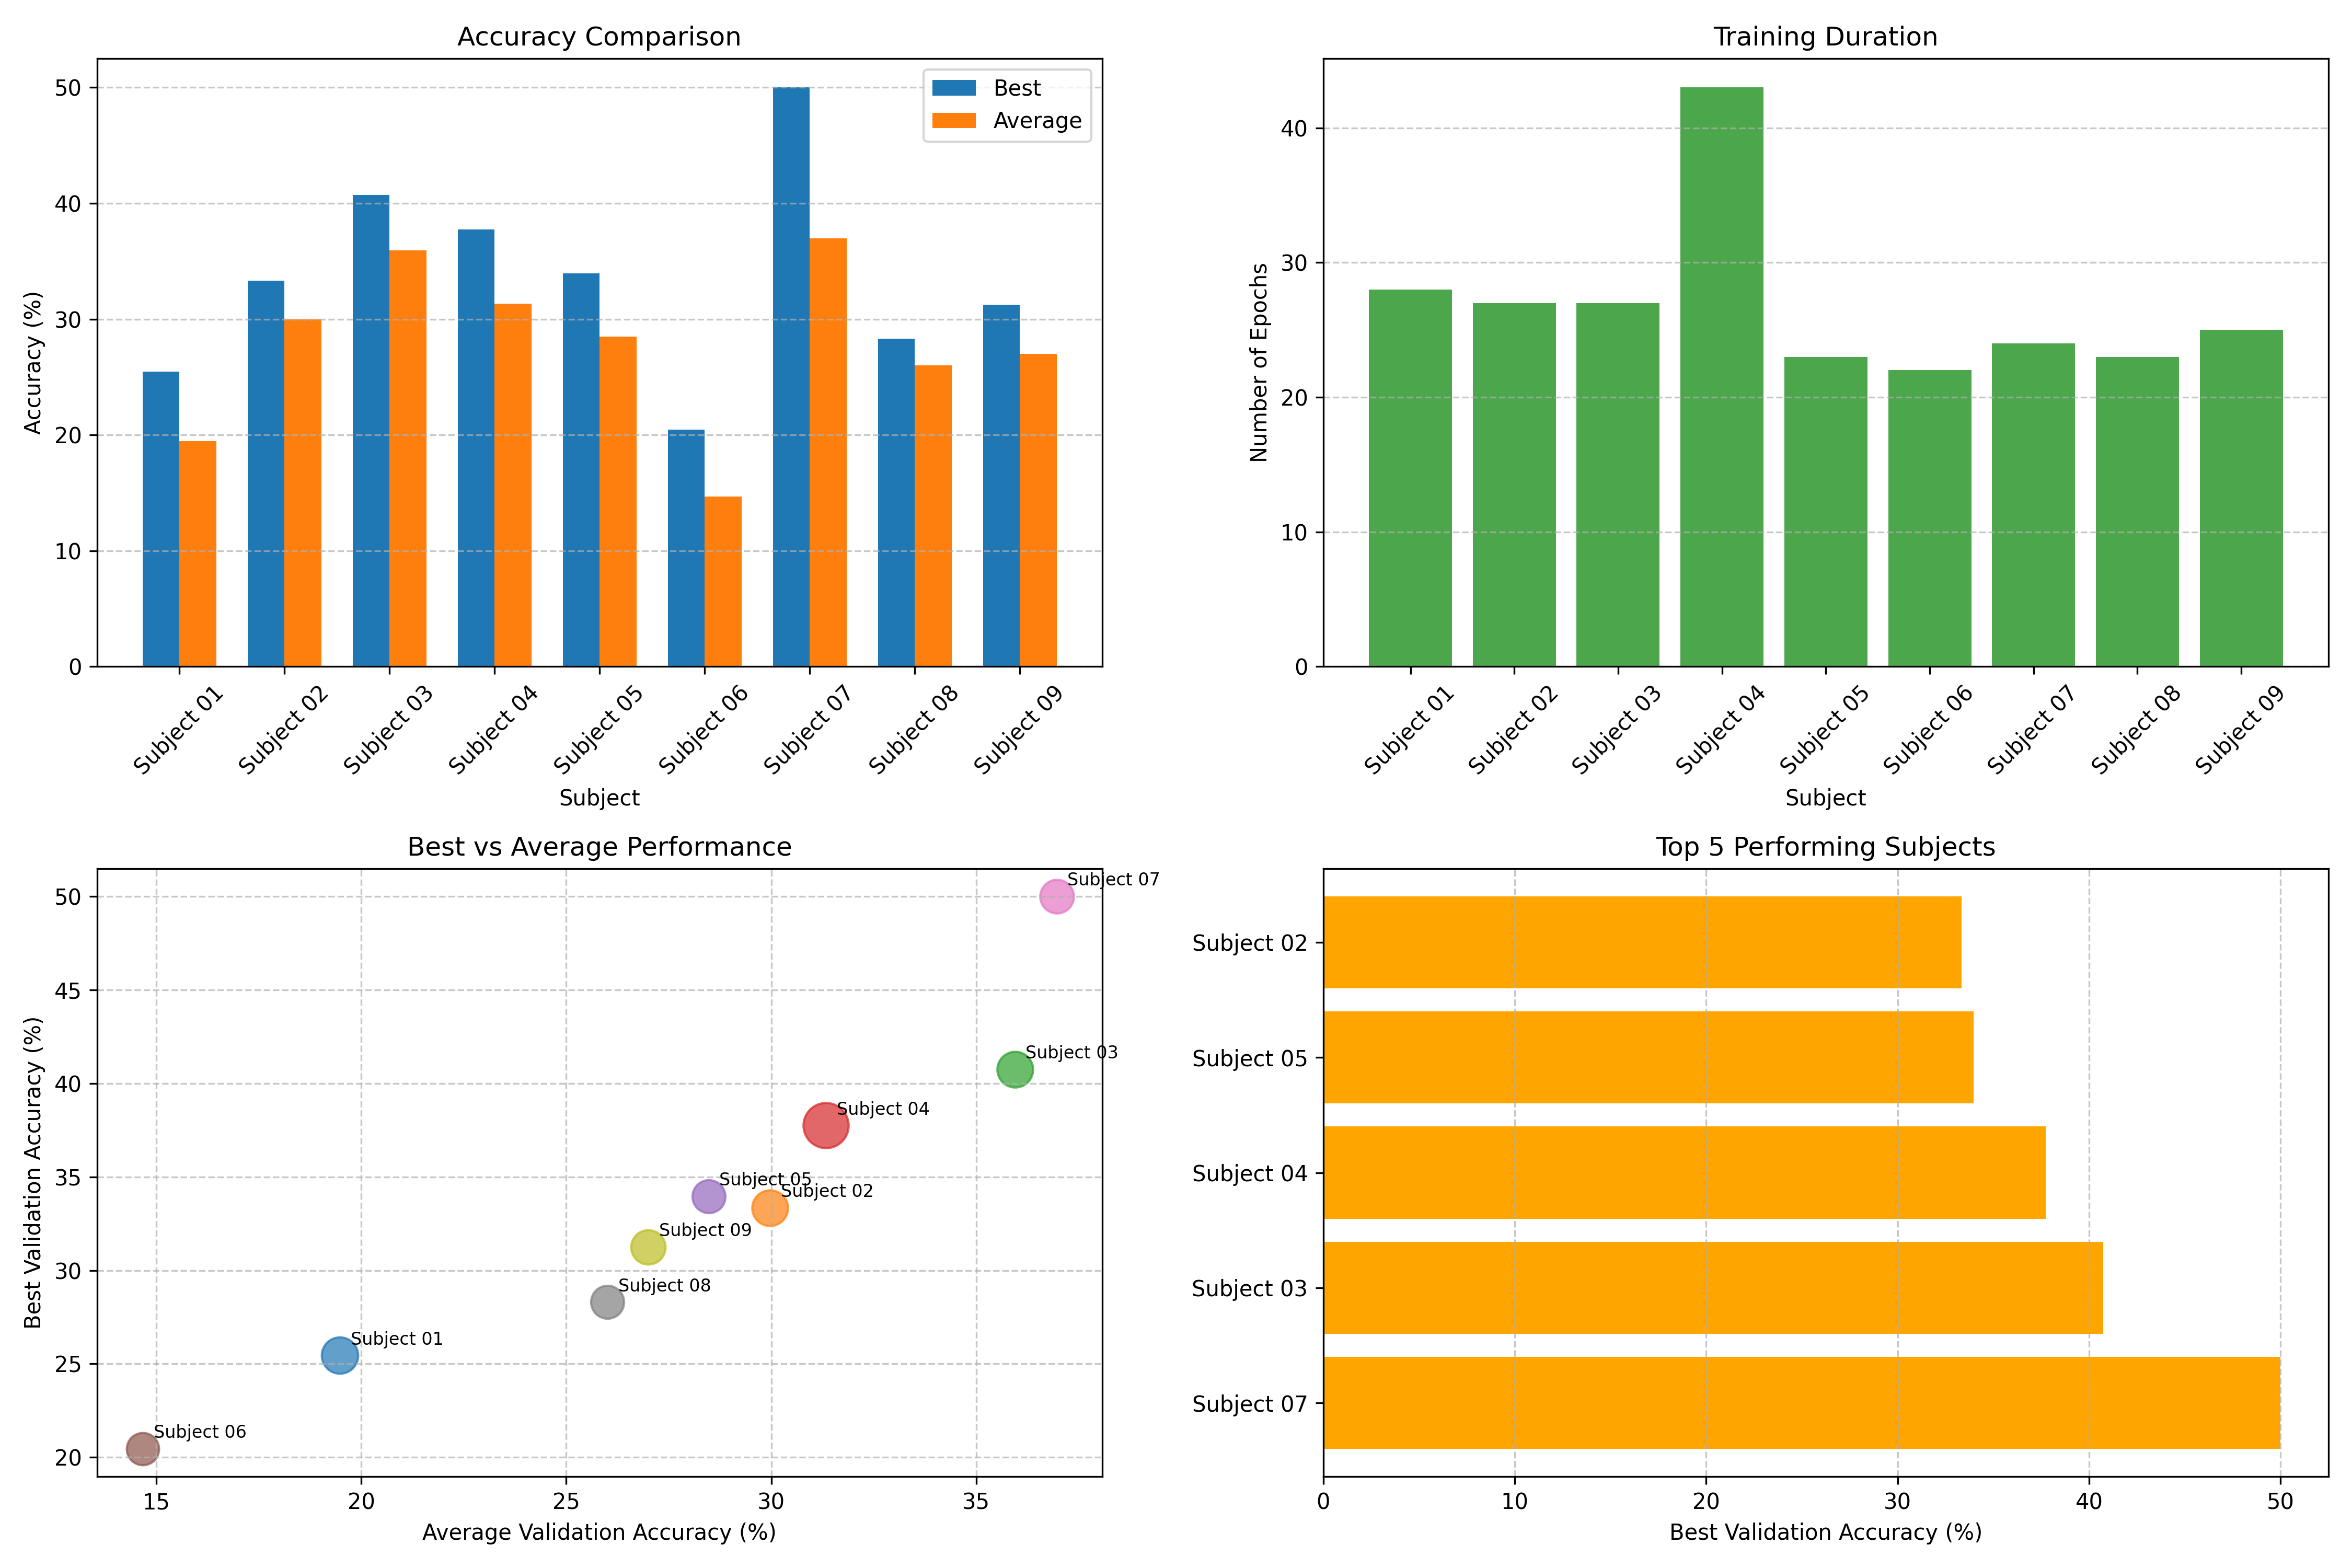 Accuracy Comparison
Accuracy (%)
50
40
30
20
10
0
Best
Average
Subject 01
Subject 02
Subject 03
Subject 04
Subject 05
Subject 06
Subject 07
Subject 08
Subject 09
Subject
Training Duration
Number of Epochs
40
30
20
10
0
Subject 01
Subject 02
Subject 03
Subject 04
Subject 05
Subject 06
Subject 07
Subject 08
Subject 09
Subject
Best vs Average Performance
Best Validation Accuracy (%)
50
45
40
35
30
25
20
Subject 07
Subject 03
Subject 04
Subject 05
Subject 02
Subject 09
Subject 08
Subject 01
Subject 06
15
20
25
30
35
Average Validation Accuracy (%)
Top 5 Performing Subjects
Subject 02
Subject 05
Subject 04
Subject 03
Subject 07
0
10
20
30
40
50
Best Validation Accuracy (%)